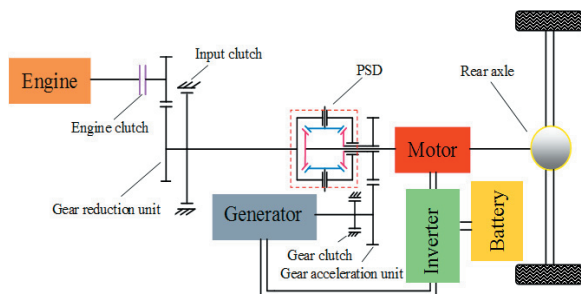 Input clutch
PSD
Rear axle
Engine
Engine clutch
Motor
Gear reduction unit
Generator
Inverter
Battery
Gear clutch
Gear acceleration unit